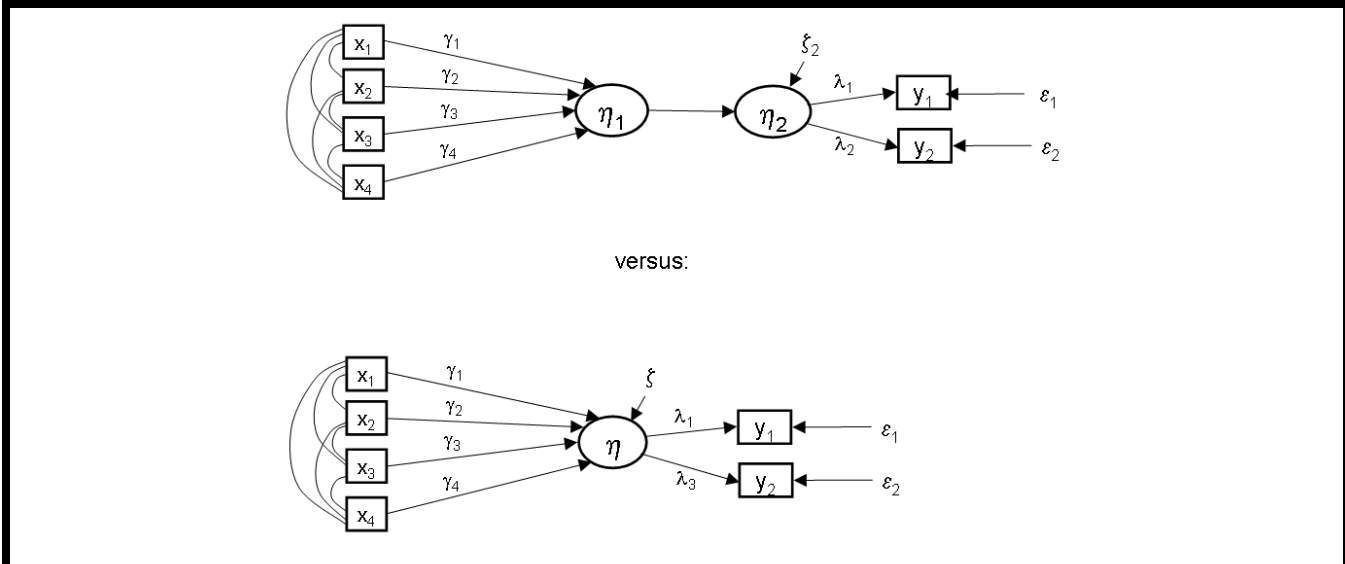 x₁ γ₁ ζ₂
x₂ γ₂ η₁ η₂ λ₁ y₁ ε₁
x₃ γ₃ λ₂ y₂ ε₂
x₄ γ₄
versus:
x₁ γ₁ ζ
x₂ γ₂ η λ₁ y₁ ε₁
x₃ γ₃ λ₃ y₂ ε₂
x₄ γ₄